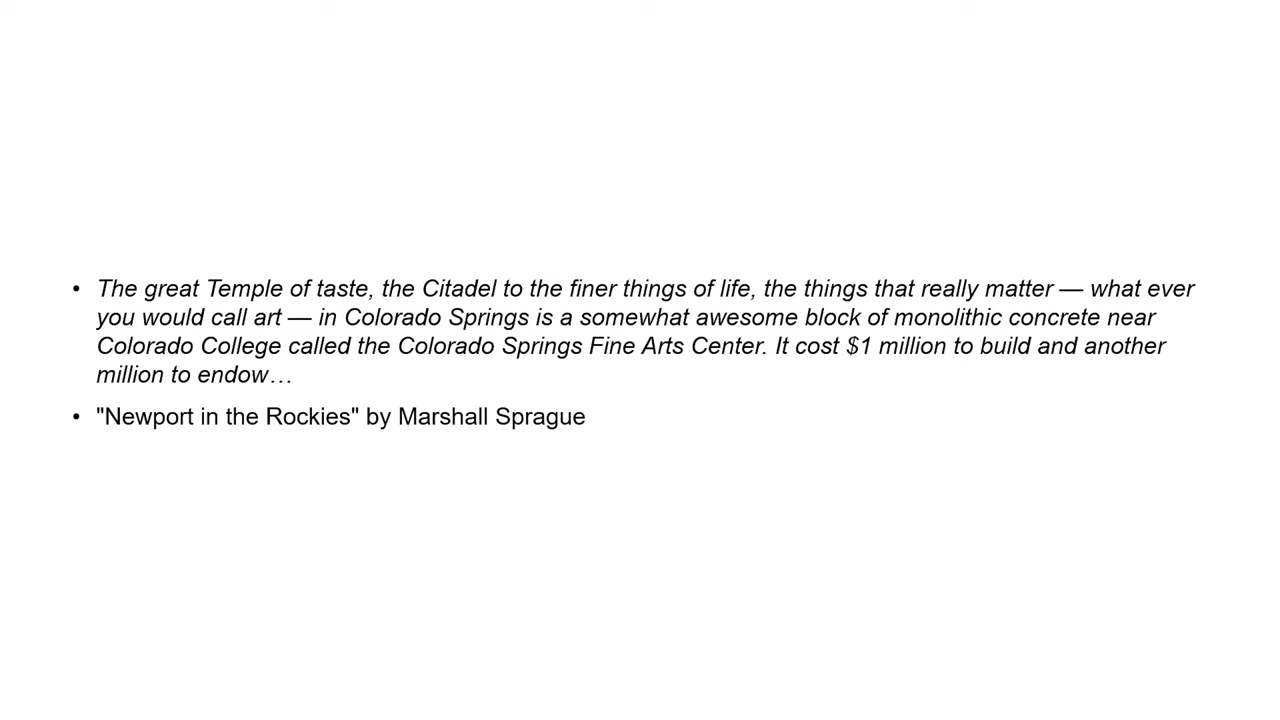 • The great Temple of taste, the Citadel to the finer things of life, the things that really matter — what ever
you would call art — in Colorado Springs is a somewhat awesome block of monolithic concrete near
Colorado College called the Colorado Springs Fine Arts Center. It cost $1 million to build and another
million to endow…
• "Newport in the Rockies" by Marshall Sprague